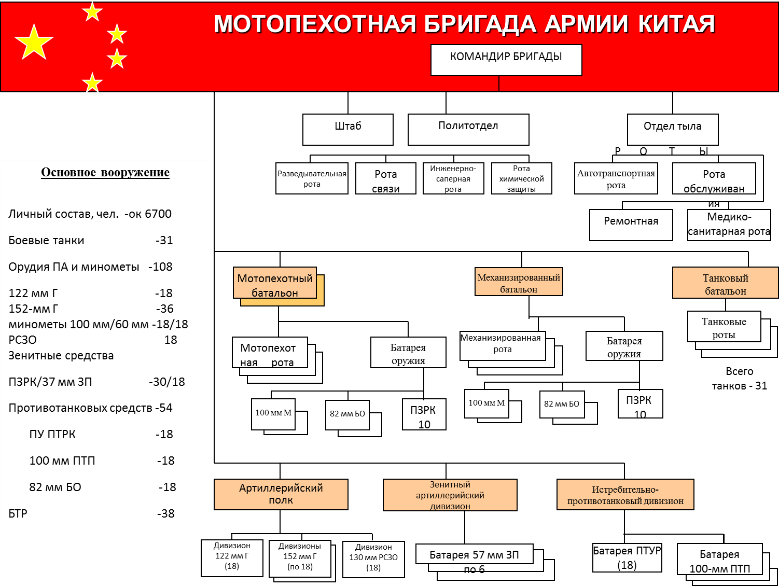 МОТОПЕХОТНАЯ БРИГАДА АРМИИ КИТАЯ
КОМАНДИР БРИГАДЫ
Штаб
Политотдел
Отдел тыла
Р О Т Ы
Разведывательная
рота
Рота
связи
Инженерно-
саперная
рота
Рота
химической
защиты
Автотранспортная
рота
Рота
обслуживан
ия
Ремонтная
Медико-
санитарная рота
Основное вооружение
Личный состав, чел. -ок 6700
Боевые танки -31
Орудия ПА и минометы -108
122 мм Г -18
152-мм Г -36
минометы 100 мм/60 мм -18/18
РСЗО 18
Зенитные средства
ПЗРК/37 мм ЗП -30/18
Противотанковых средств -54
ПУ ПТРК -18
100 мм ПТП -18
82 мм БО -18
БТР -38
Мотопехотный
батальон
Механизированный
батальон
Танковый
батальон
Мотопехот
ная рота
Батарея
оружия
100 мм М
82 мм БО
ПЗРК
10
Механизированная
рота
Батарея
оружия
100 мм М
82 мм БО
ПЗРК
10
Танковые
роты
Всего
танков - 31
Артиллерийский
полк
Зенитный
артиллерийский
дивизион
Истребительно-
противотанковый дивизион
Дивизион
122 мм Г
(18)
Дивизионы
152 мм Г
(по 18)
Дивизион
130 мм РСЗО
(18)
Батарея 57 мм ЗП
по 6
Батарея ПТУР
(18)
Батарея
100-мм ПТП